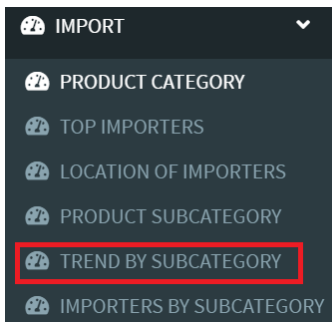 IMPORT
PRODUCT CATEGORY
TOP IMPORTERS
LOCATION OF IMPORTERS
PRODUCT SUBCATEGORY
TREND BY SUBCATEGORY
IMPORTERS BY SUBCATEGORY